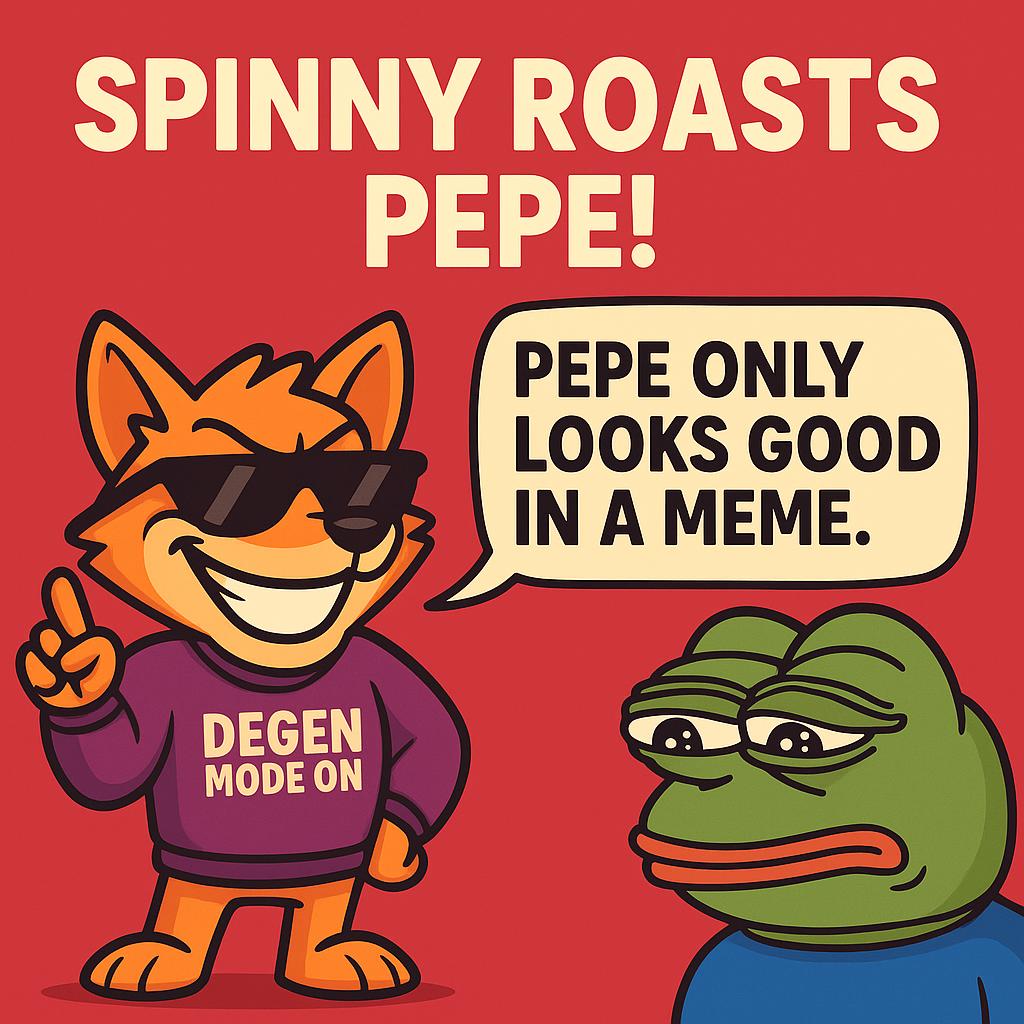 SPINNY ROASTS
PEPE!
PEPE ONLY
LOOKS GOOD
IN A MEME.
DEGEN
MODE ON